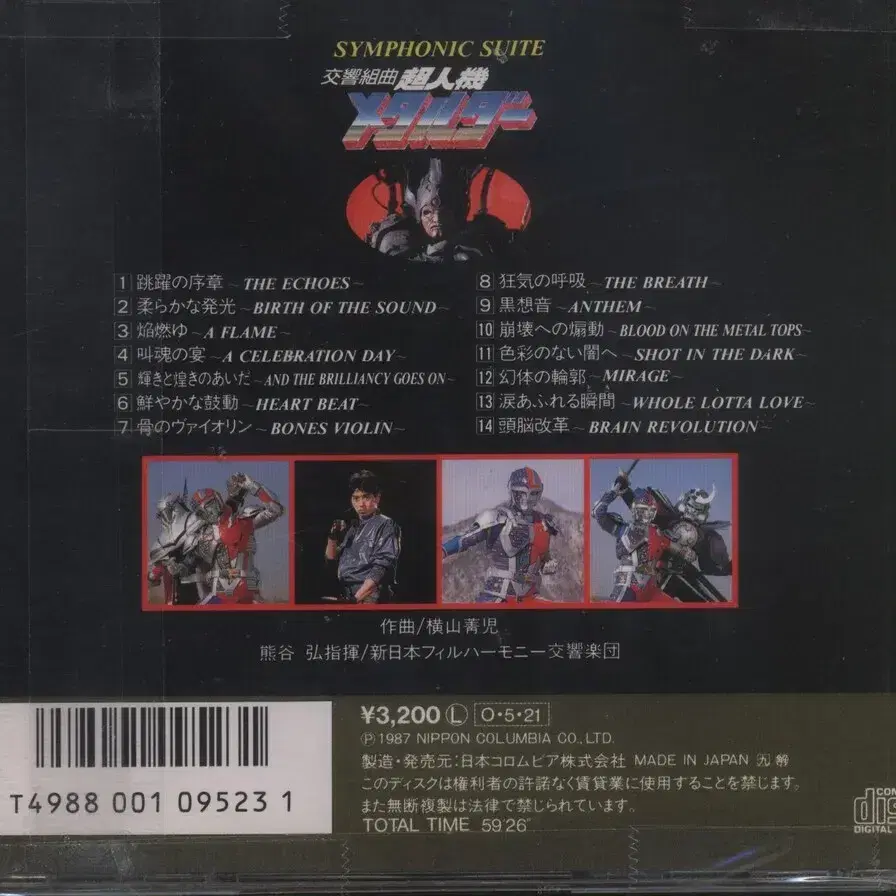 SYMPHONIC SUITE
交響組曲 超人機
メタルダー
1 跳躍の序章 ~THE ECHOES~
2 柔らかな発光 ~BIRTH OF THE SOUND~
3 焔燃ゆ ~A FLAME~
4 叫魂の宴 ~A CELEBRATION DAY~
5 輝きと煌きのあいだ ~AND THE BRILLIANCY GOES ON~
6 鮮やかな鼓動 ~HEART BEAT~
7 骨のヴァイオリン ~BONES VIOLIN~
8 狂気の呼吸 ~THE BREATH~
9 黒想音 ~ANTHEM~
10 崩壊への煽動 ~BLOOD ON THE METAL TOPS~
11 色彩のない闇へ ~SHOT IN THE DARK~
12 幻体の輪郭 ~MIRAGE~
13 涙あふれる瞬間 ~WHOLE LOTTA LOVE~
14 頭脳改革 ~BRAIN REVOLUTION~
作曲/横山菁児
熊谷 弘指揮/新日本フィルハーモニー交響楽団
¥3,200 Ⓛ O・5・21
Ⓟ1987 NIPPON COLUMBIA CO., LTD.
製造・発売元:日本コロムビア株式会社 MADE IN JAPAN
このディスクは権利者の許諾なく賃貸業に使用することを禁じます。
また無断複製は法律で禁じられています。
TOTAL TIME 59'26"
T4988 001 09523 1
DIGITAL